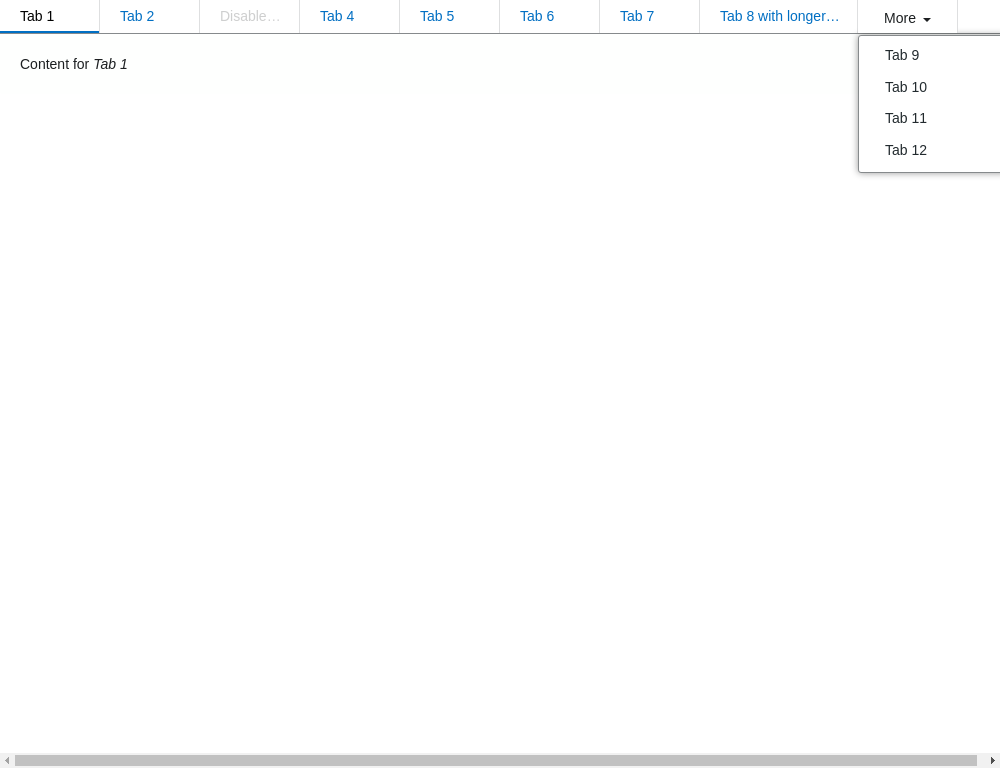 Tab 1 Tab 2 Disable… Tab 4 Tab 5 Tab 6 Tab 7 Tab 8 with longer… More
Tab 9
Content for Tab 1
Tab 10
Tab 11
Tab 12